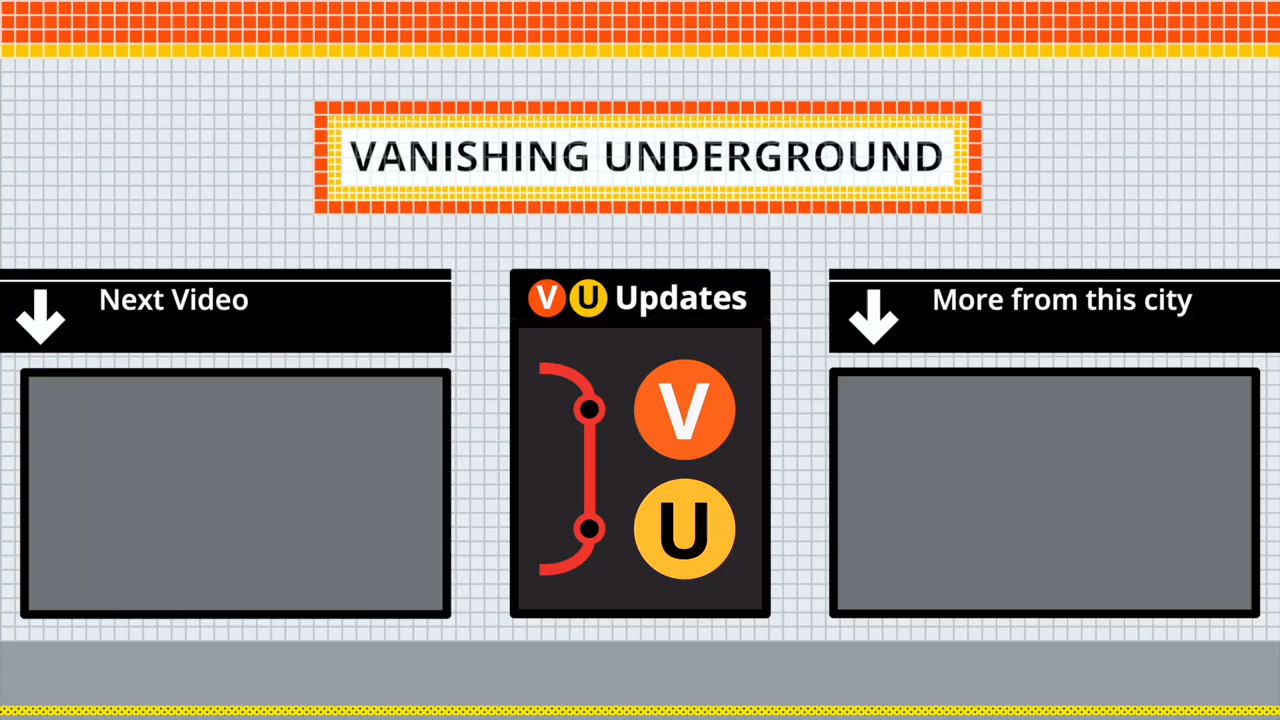 VANISHING UNDERGROUND
Next Video
V U Updates
More from this city
V
U